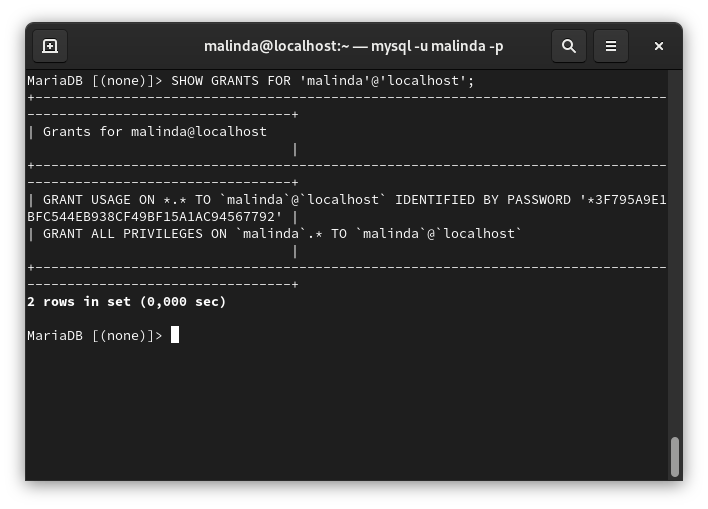 malinda@localhost:~ — mysql -u malinda -p
MariaDB [(none)]> SHOW GRANTS FOR 'malinda'@'localhost';
+-------------------------------------------------------------------------------
---------------------------------+
| Grants for malinda@localhost
                                 |
+-------------------------------------------------------------------------------
---------------------------------+
| GRANT USAGE ON *.* TO `malinda`@`localhost` IDENTIFIED BY PASSWORD '*3F795A9E1
BFC544EB938CF49BF15A1AC94567792' |
| GRANT ALL PRIVILEGES ON `malinda`.* TO `malinda`@`localhost`
                                 |
+-------------------------------------------------------------------------------
---------------------------------+
2 rows in set (0,000 sec)
MariaDB [(none)]>